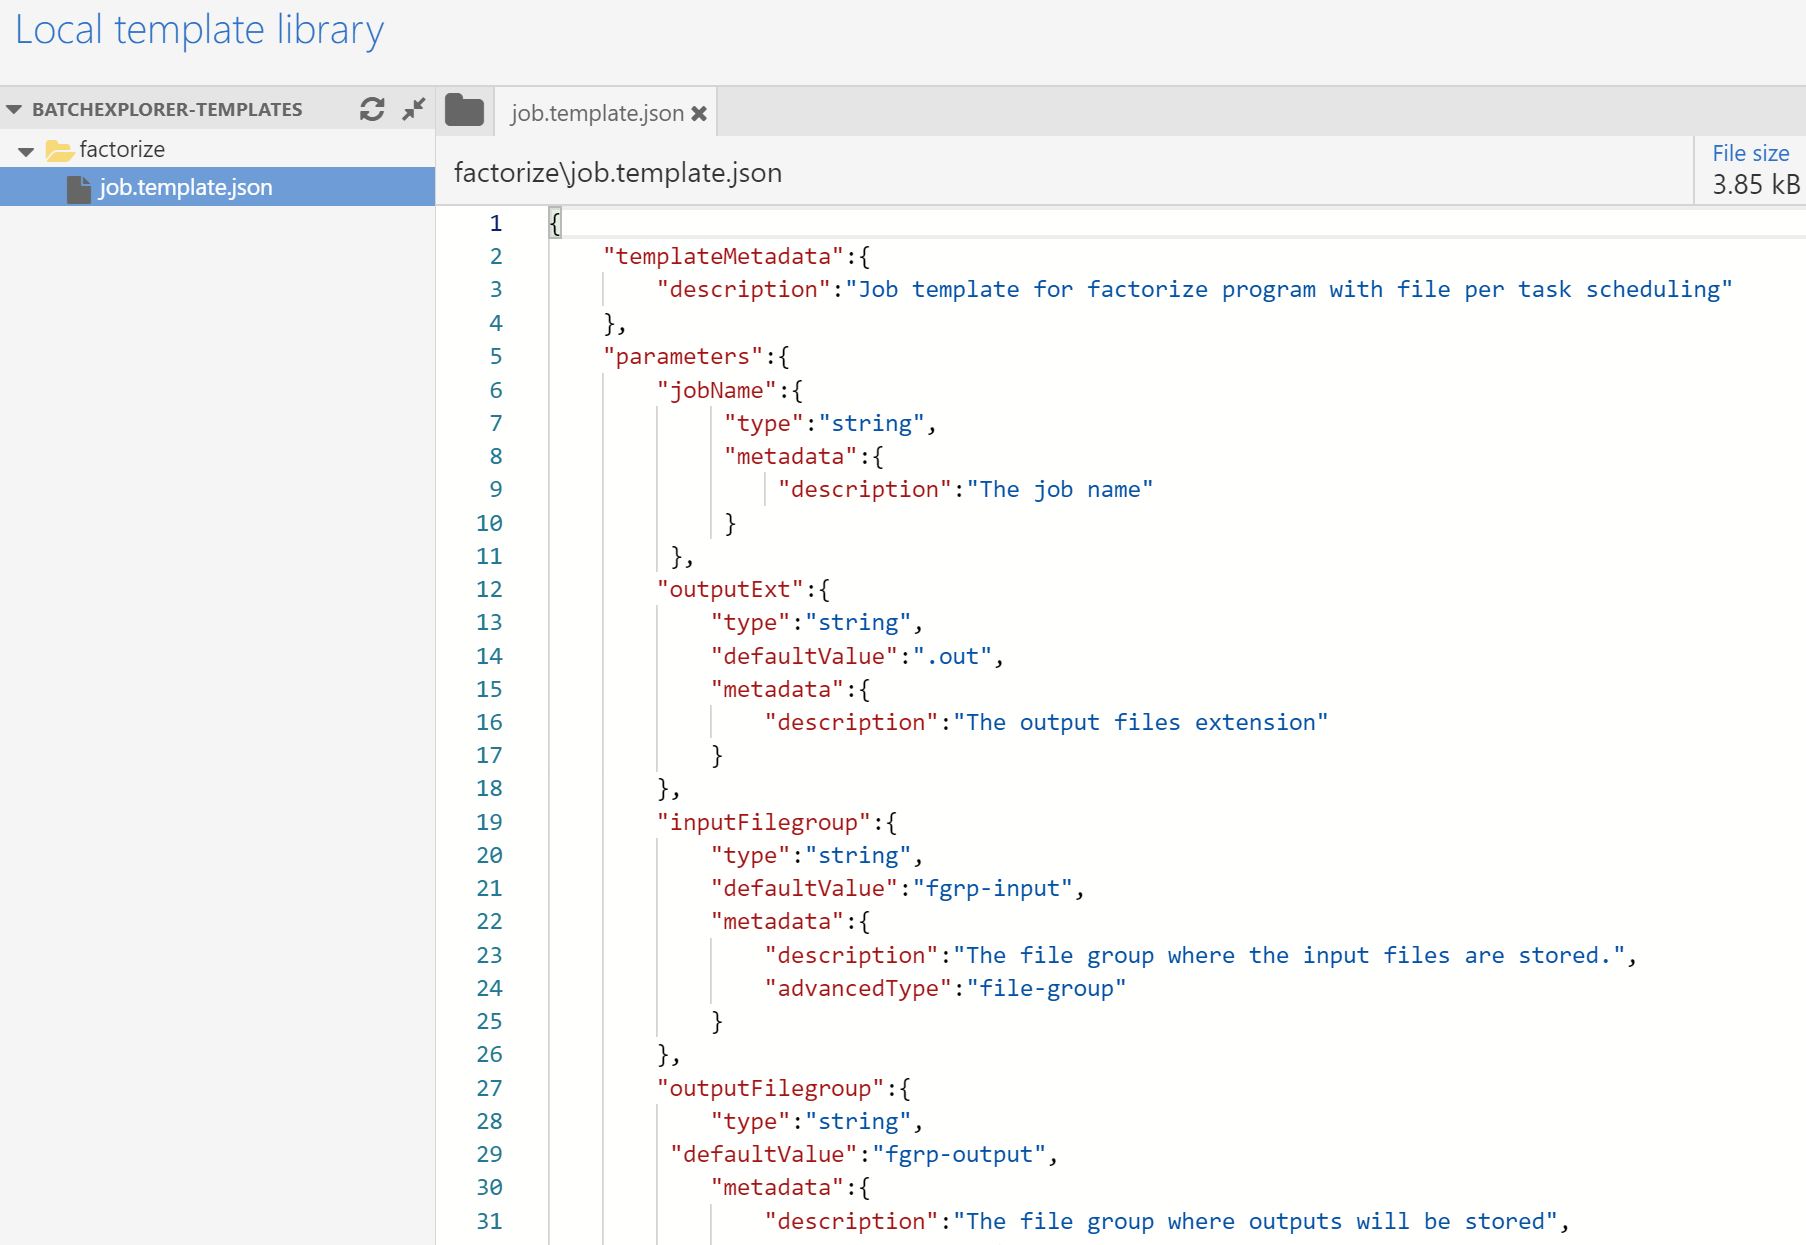 Local template library
BATCHEXPLORER-TEMPLATES
factorize
job.template.json
job.template.json
factorize\job.template.json
File size
3.85 kB
1 {
2 "templateMetadata":{
3 "description":"Job template for factorize program with file per task scheduling"
4 },
5 "parameters":{
6 "jobName":{
7 "type":"string",
8 "metadata":{
9 "description":"The job name"
10 }
11 },
12 "outputExt":{
13 "type":"string",
14 "defaultValue":".out",
15 "metadata":{
16 "description":"The output files extension"
17 }
18 },
19 "inputFilegroup":{
20 "type":"string",
21 "defaultValue":"fgrp-input",
22 "metadata":{
23 "description":"The file group where the input files are stored.",
24 "advancedType":"file-group"
25 }
26 },
27 "outputFilegroup":{
28 "type":"string",
29 "defaultValue":"fgrp-output",
30 "metadata":{
31 "description":"The file group where outputs will be stored",